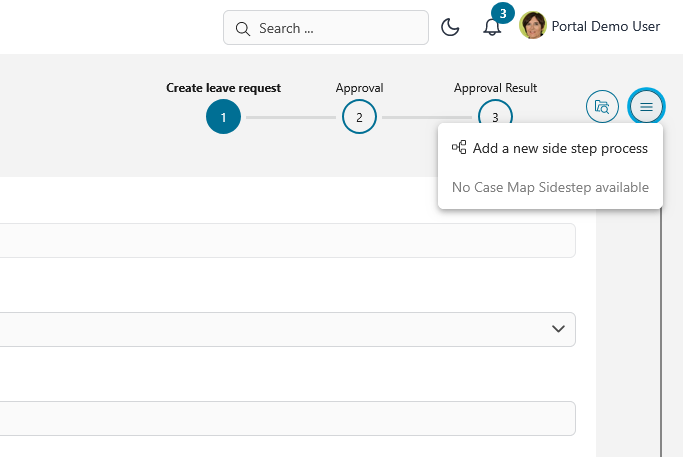 Search ...
3
Portal Demo User
Create leave request
Approval
Approval Result
1
2
3
Add a new side step process
No Case Map Sidestep available